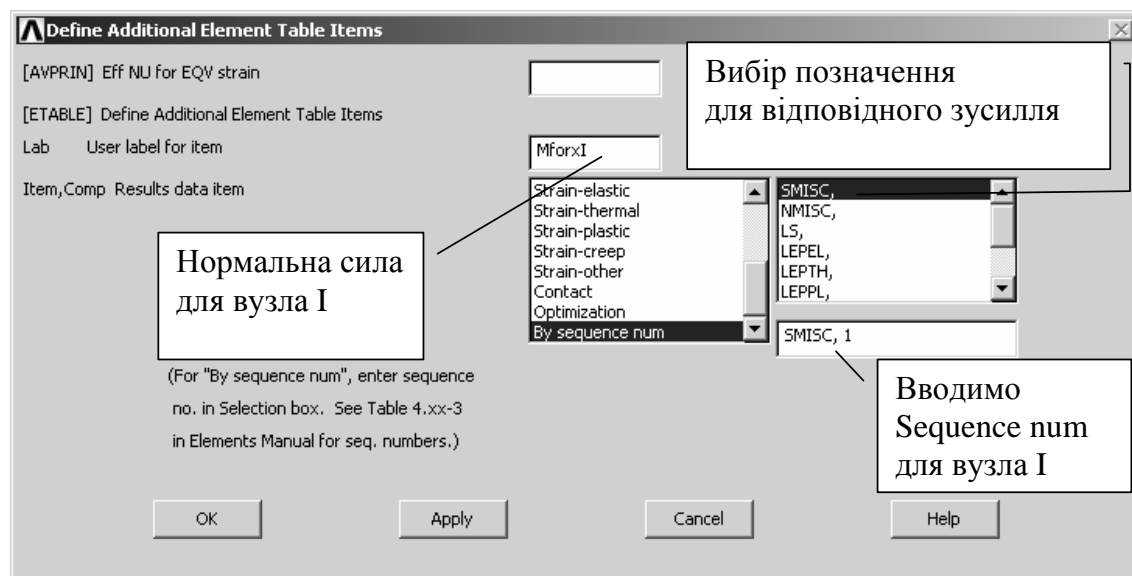 Define Additional Element Table Items
[AVPRIN] Eff NU for EQV strain
[ETABLE] Define Additional Element Table Items
Lab User label for item
MforxI
Item,Comp Results data item
Strain-elastic
Strain-thermal
Strain-plastic
Strain-creep
Strain-other
Contact
Optimization
By sequence num
SMISC,
NMISC,
LS,
LEPEL,
LEPTH,
LEPPL,
SMISC, 1
Вибір позначення
для відповідного зусилля
Нормальна сила
для вузла I
Вводимо
Sequence num
для вузла I
(For "By sequence num", enter sequence
no. in Selection box. See Table 4.xx-3
in Elements Manual for seq. numbers.)
OK
Apply
Cancel
Help